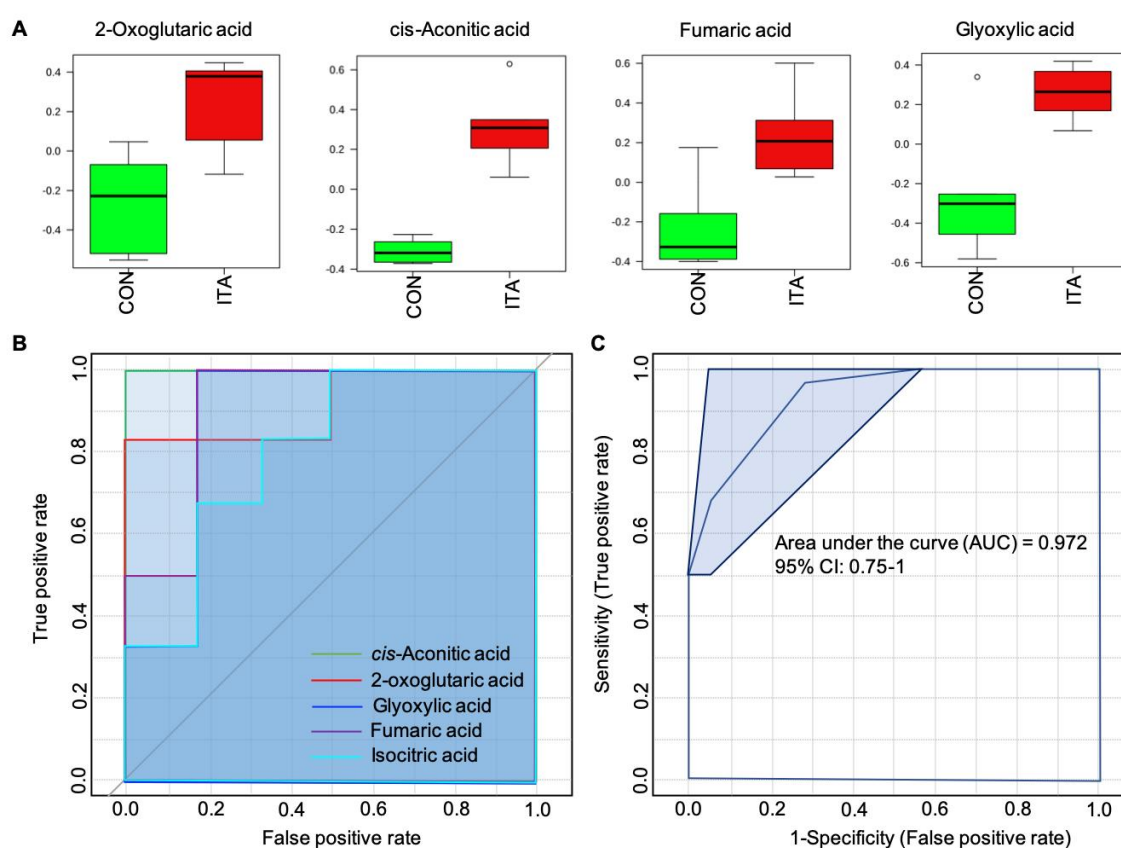 A
2-Oxoglutaric acid
0.4
0.2
0.0
-0.2
-0.4
CON
ITA
cis-Aconitic acid
0.6
0.4
0.2
0.0
-0.2
-0.4
CON
ITA
Fumaric acid
0.6
0.4
0.2
0.0
-0.2
-0.4
CON
ITA
Glyoxylic acid
0.4
0.2
0.0
-0.2
-0.4
-0.6
CON
ITA
B
True positive rate
1.0
0.8
0.6
0.4
0.2
0.0
cis-Aconitic acid
2-oxoglutaric acid
Glyoxylic acid
Fumaric acid
Isocitric acid
0.0 0.2 0.4 0.6 0.8 1.0
False positive rate
C
Sensitivity (True positive rate)
1.0
0.8
0.6
0.4
0.2
0.0
Area under the curve (AUC) = 0.972
95% CI: 0.75-1
0.0 0.2 0.4 0.6 0.8 1.0
1-Specificity (False positive rate)